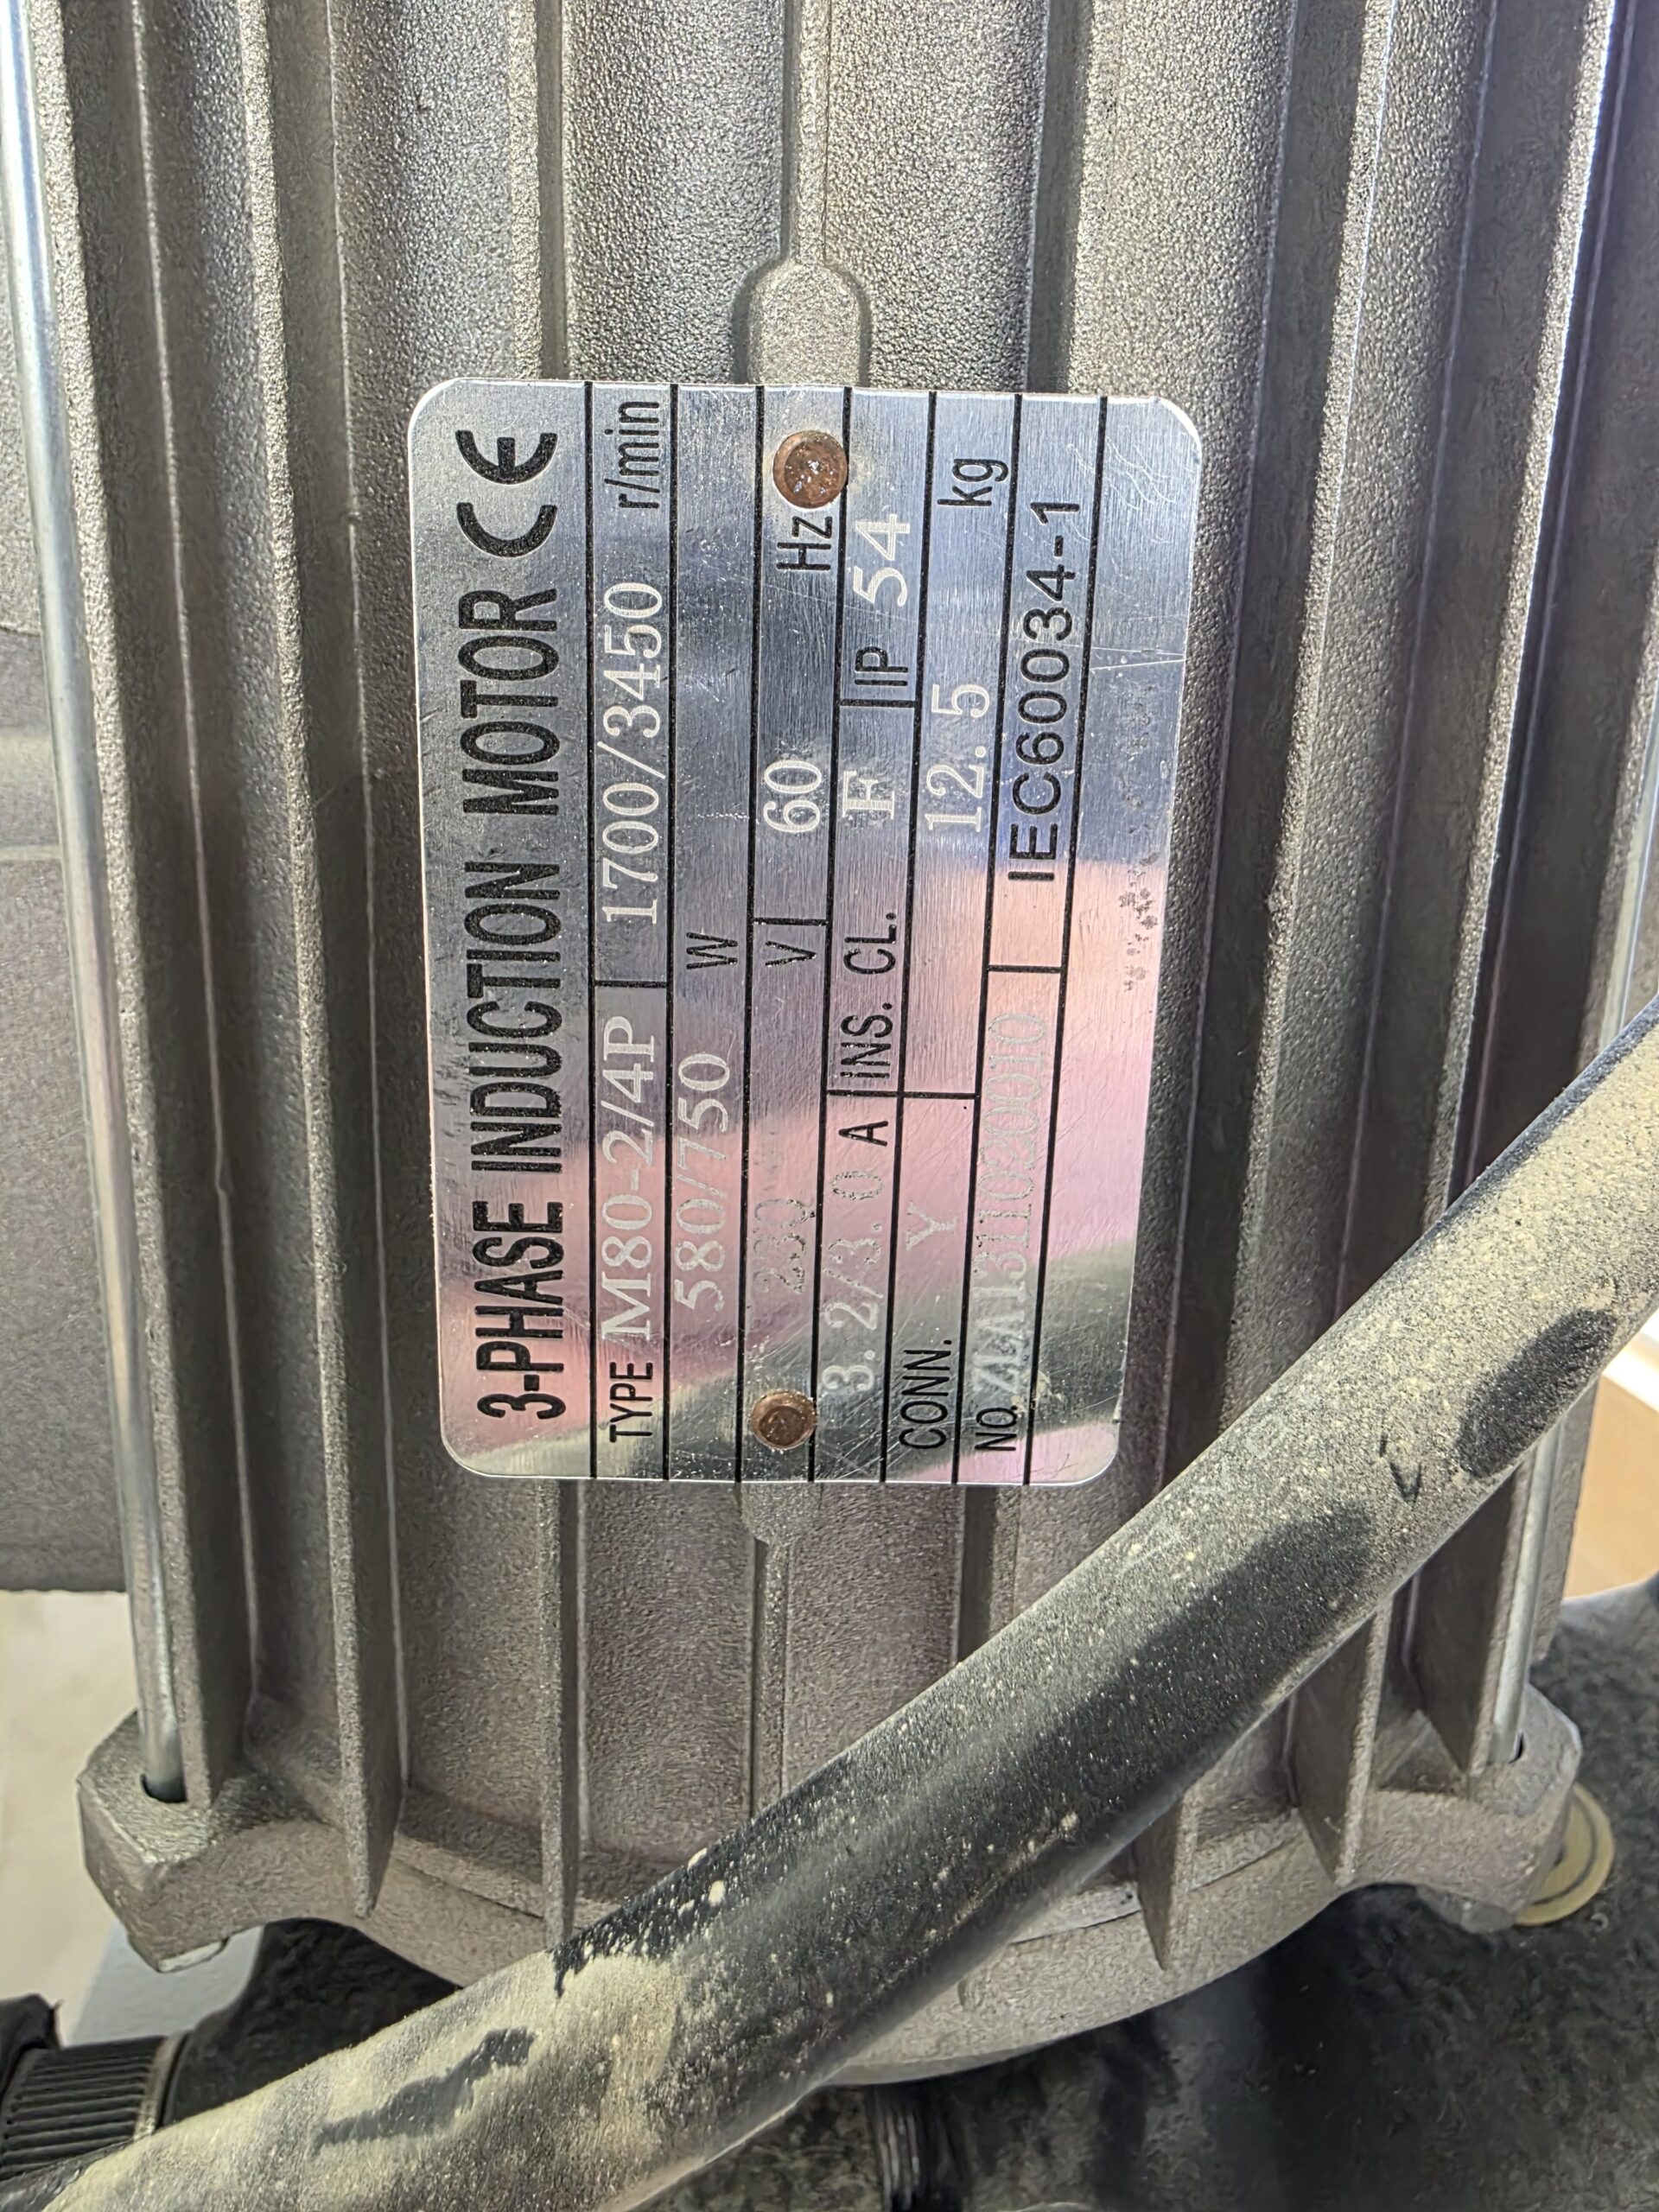 3-PHASE INDUCTION MOTOR CE
TYPE M80-2/4P 1700/3450 r/min
580/750 W
230 V 60 Hz
3.2/3.0 A INS. CL. F IP 54
CONN. Y 12.5 kg
NO. ZLA1311020010 IEC60034-1